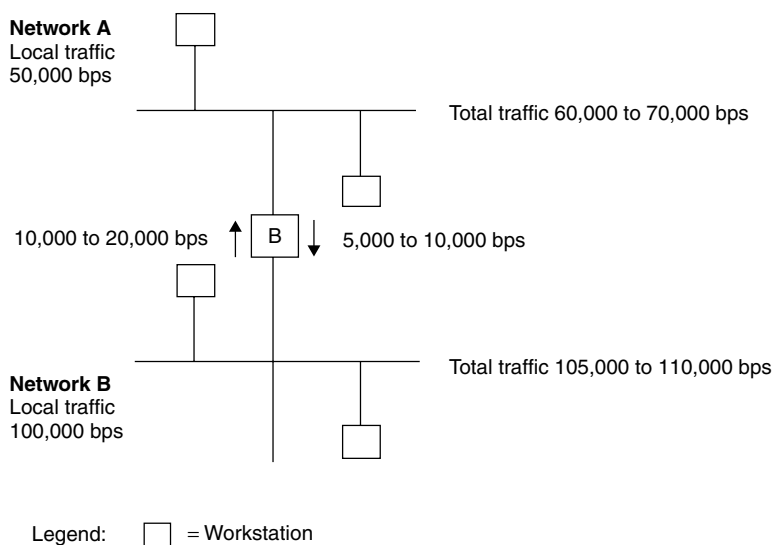 Network A
Local traffic
50,000 bps
Total traffic 60,000 to 70,000 bps
10,000 to 20,000 bps
B
5,000 to 10,000 bps
Total traffic 105,000 to 110,000 bps
Network B
Local traffic
100,000 bps
Legend: = Workstation